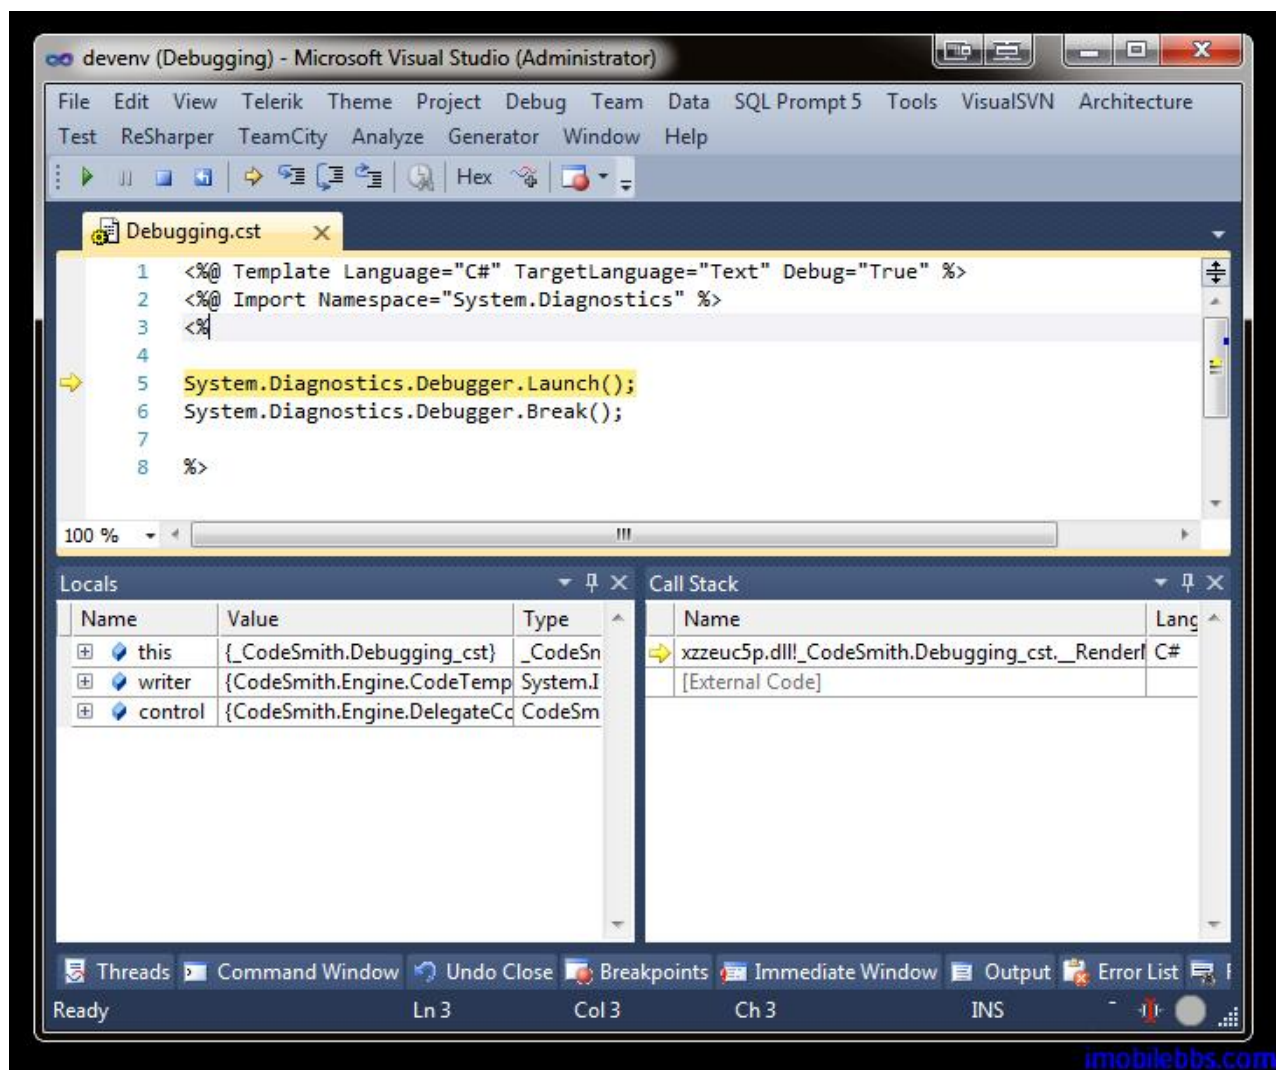 devenv (Debugging) - Microsoft Visual Studio (Administrator)
File Edit View Telerik Theme Project Debug Team Data SQL Prompt 5 Tools VisualSVN Architecture
Test ReSharper TeamCity Analyze Generator Window Help
Hex
Debugging.cst
1 <%@ Template Language="C#" TargetLanguage="Text" Debug="True" %>
2 <%@ Import Namespace="System.Diagnostics" %>
3 <%
4
5 System.Diagnostics.Debugger.Launch();
6 System.Diagnostics.Debugger.Break();
7
8 %>
100 %
Locals
Name Value Type
this {_CodeSmith.Debugging_cst} _CodeSn
writer {CodeSmith.Engine.CodeTemp System.I
control {CodeSmith.Engine.DelegateCo CodeSm
Call Stack
Name Lang
xzzeuc5p.dll!_CodeSmith.Debugging_cst.__Render C#
[External Code]
Threads Command Window Undo Close Breakpoints Immediate Window Output Error List
Ready Ln 3 Col 3 Ch 3 INS
imobilebbs.com